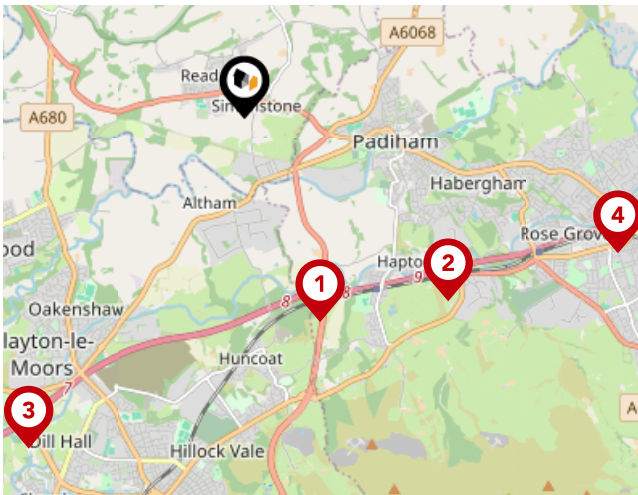 A6068
Read
Simonstone
A680
Padiham
Habergham
Altham
4
Rose Grove
ood
Hapto
2
1
8
8
9
Oakenshaw
layton-le-
Moors
Huncoat
7
3
A
Dill Hall
Hillock Vale